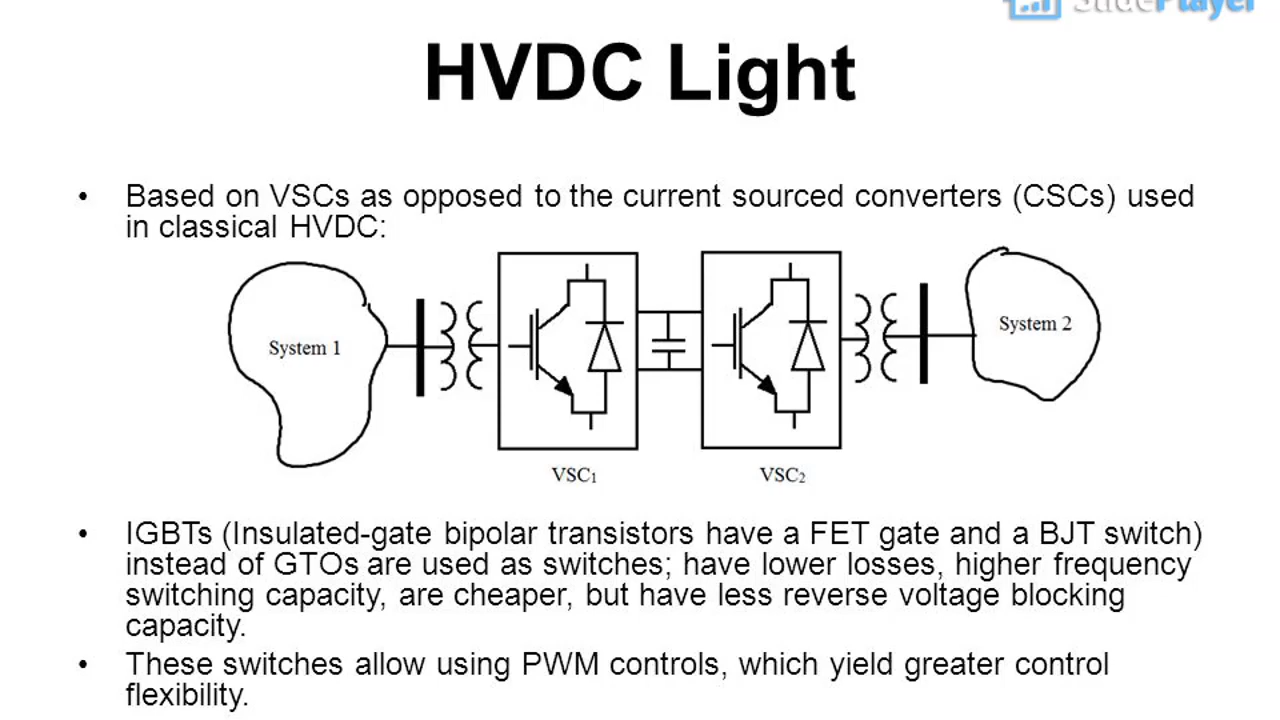 SlidePlayer
HVDC Light
• Based on VSCs as opposed to the current sourced converters (CSCs) used
in classical HVDC:
System 1
System 2
VSC₁
VSC₂
• IGBTs (Insulated-gate bipolar transistors have a FET gate and a BJT switch)
instead of GTOs are used as switches; have lower losses, higher frequency
switching capacity, are cheaper, but have less reverse voltage blocking
capacity.
• These switches allow using PWM controls, which yield greater control
flexibility.